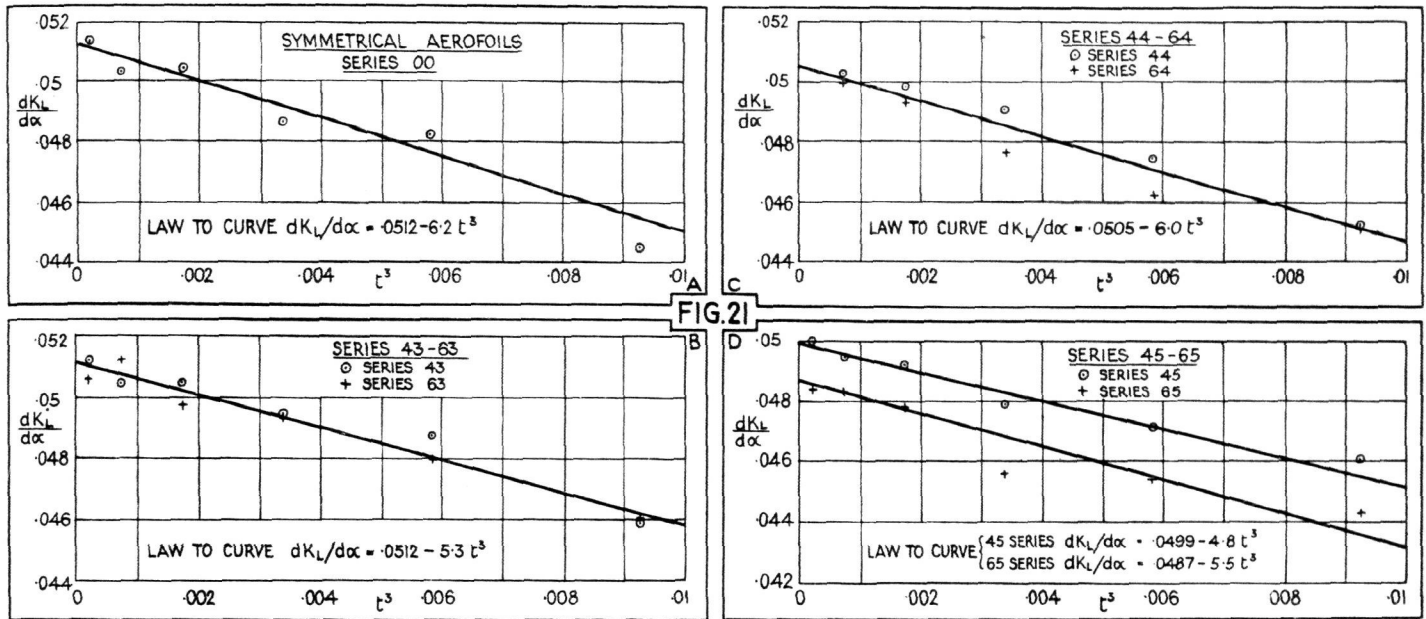 ·052
·05
dK_L/dα
·048
·046
·044
SYMMETRICAL AEROFOILS
SERIES 00
LAW TO CURVE dK_L/dα = ·0512-6·2 t³
0 ·002 ·004 t³ ·006 ·008 ·01
A
·052
·05
dK_L/dα
·048
·046
·044
SERIES 44-64
⊙ SERIES 44
+ SERIES 64
LAW TO CURVE dK_L/dα = ·0505-6·0 t³
0 ·002 ·004 t³ ·006 ·008 ·01
C
FIG.21
·052
·05
dK_L/dα
·048
·046
·044
SERIES 43-63
⊙ SERIES 43
+ SERIES 63
LAW TO CURVE dK_L/dα = ·0512-5·3 t³
0 ·002 ·004 t³ ·006 ·008 ·01
B
D
·05
·048
dK_L/dα
·046
·044
·042
SERIES 45-65
⊙ SERIES 45
+ SERIES 65
LAW TO CURVE
{45 SERIES dK_L/dα = ·0499-4·8 t³
65 SERIES dK_L/dα = ·0487-5·5 t³
0 ·002 ·004 t³ ·006 ·008 ·01